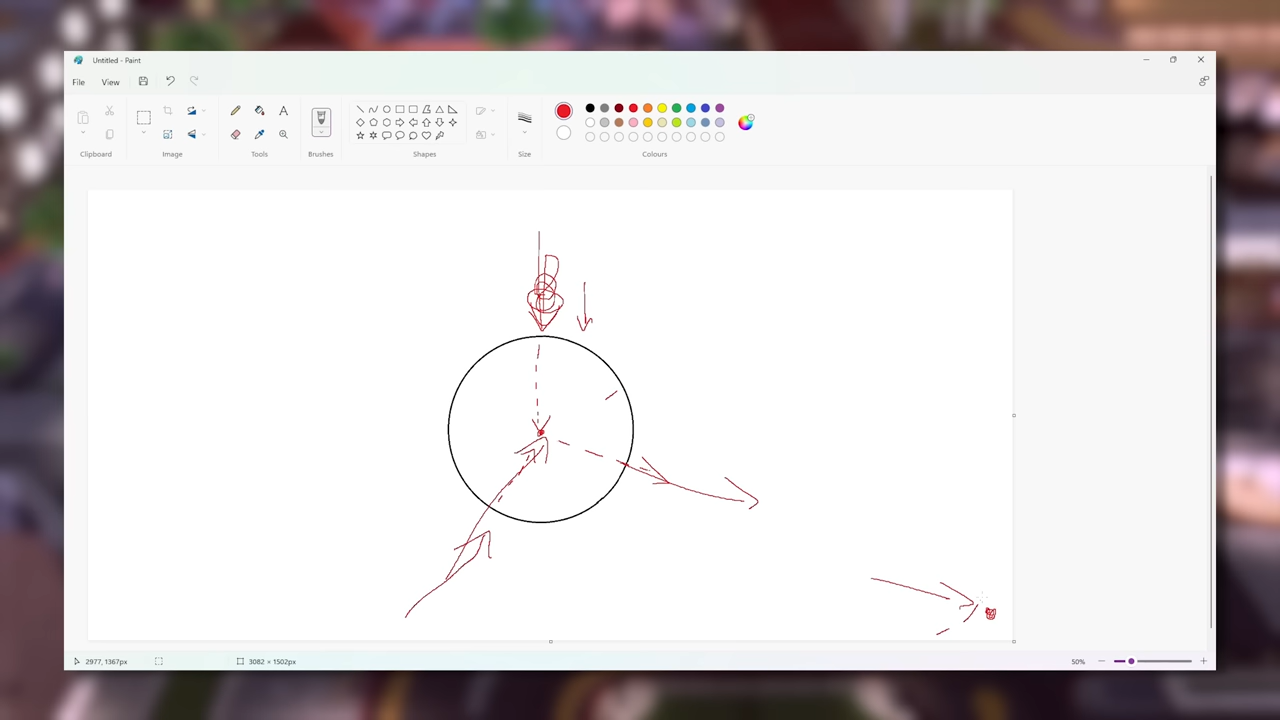 Untitled - Paint
File View
Clipboard Image Tools Brushes Shapes Size Colours
2977, 1367px 3082 × 1502px 50%